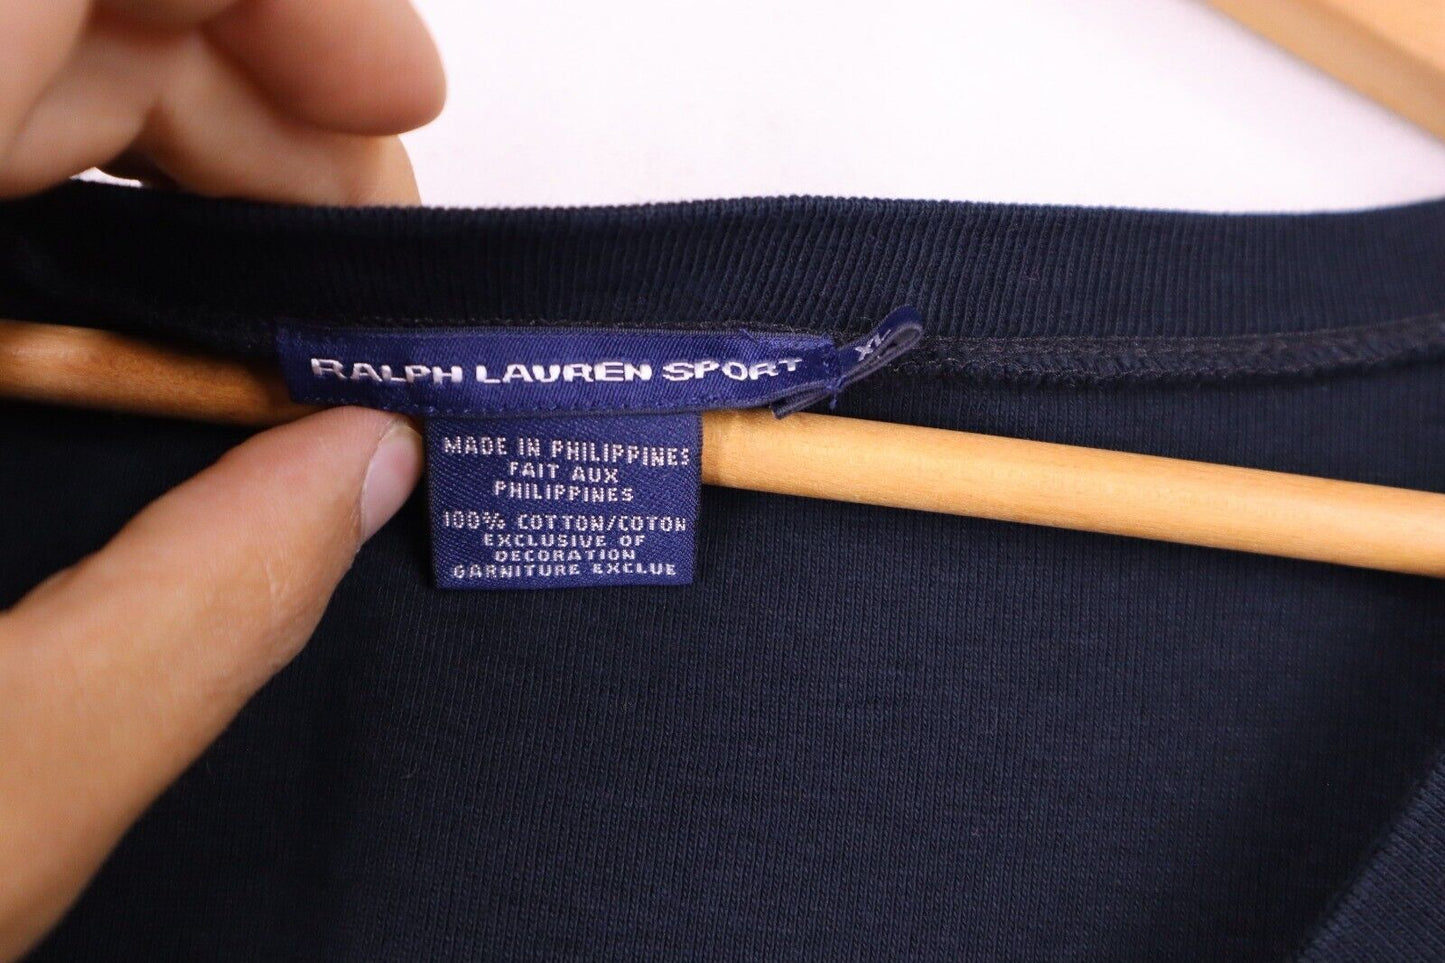 RALPH LAUREN SPORT
XL
MADE IN PHILIPPINES
FAIT AUX
PHILIPPINES
100% COTTON/COTON
EXCLUSIVE OF
DECORATION
GARNITURE EXCLUE